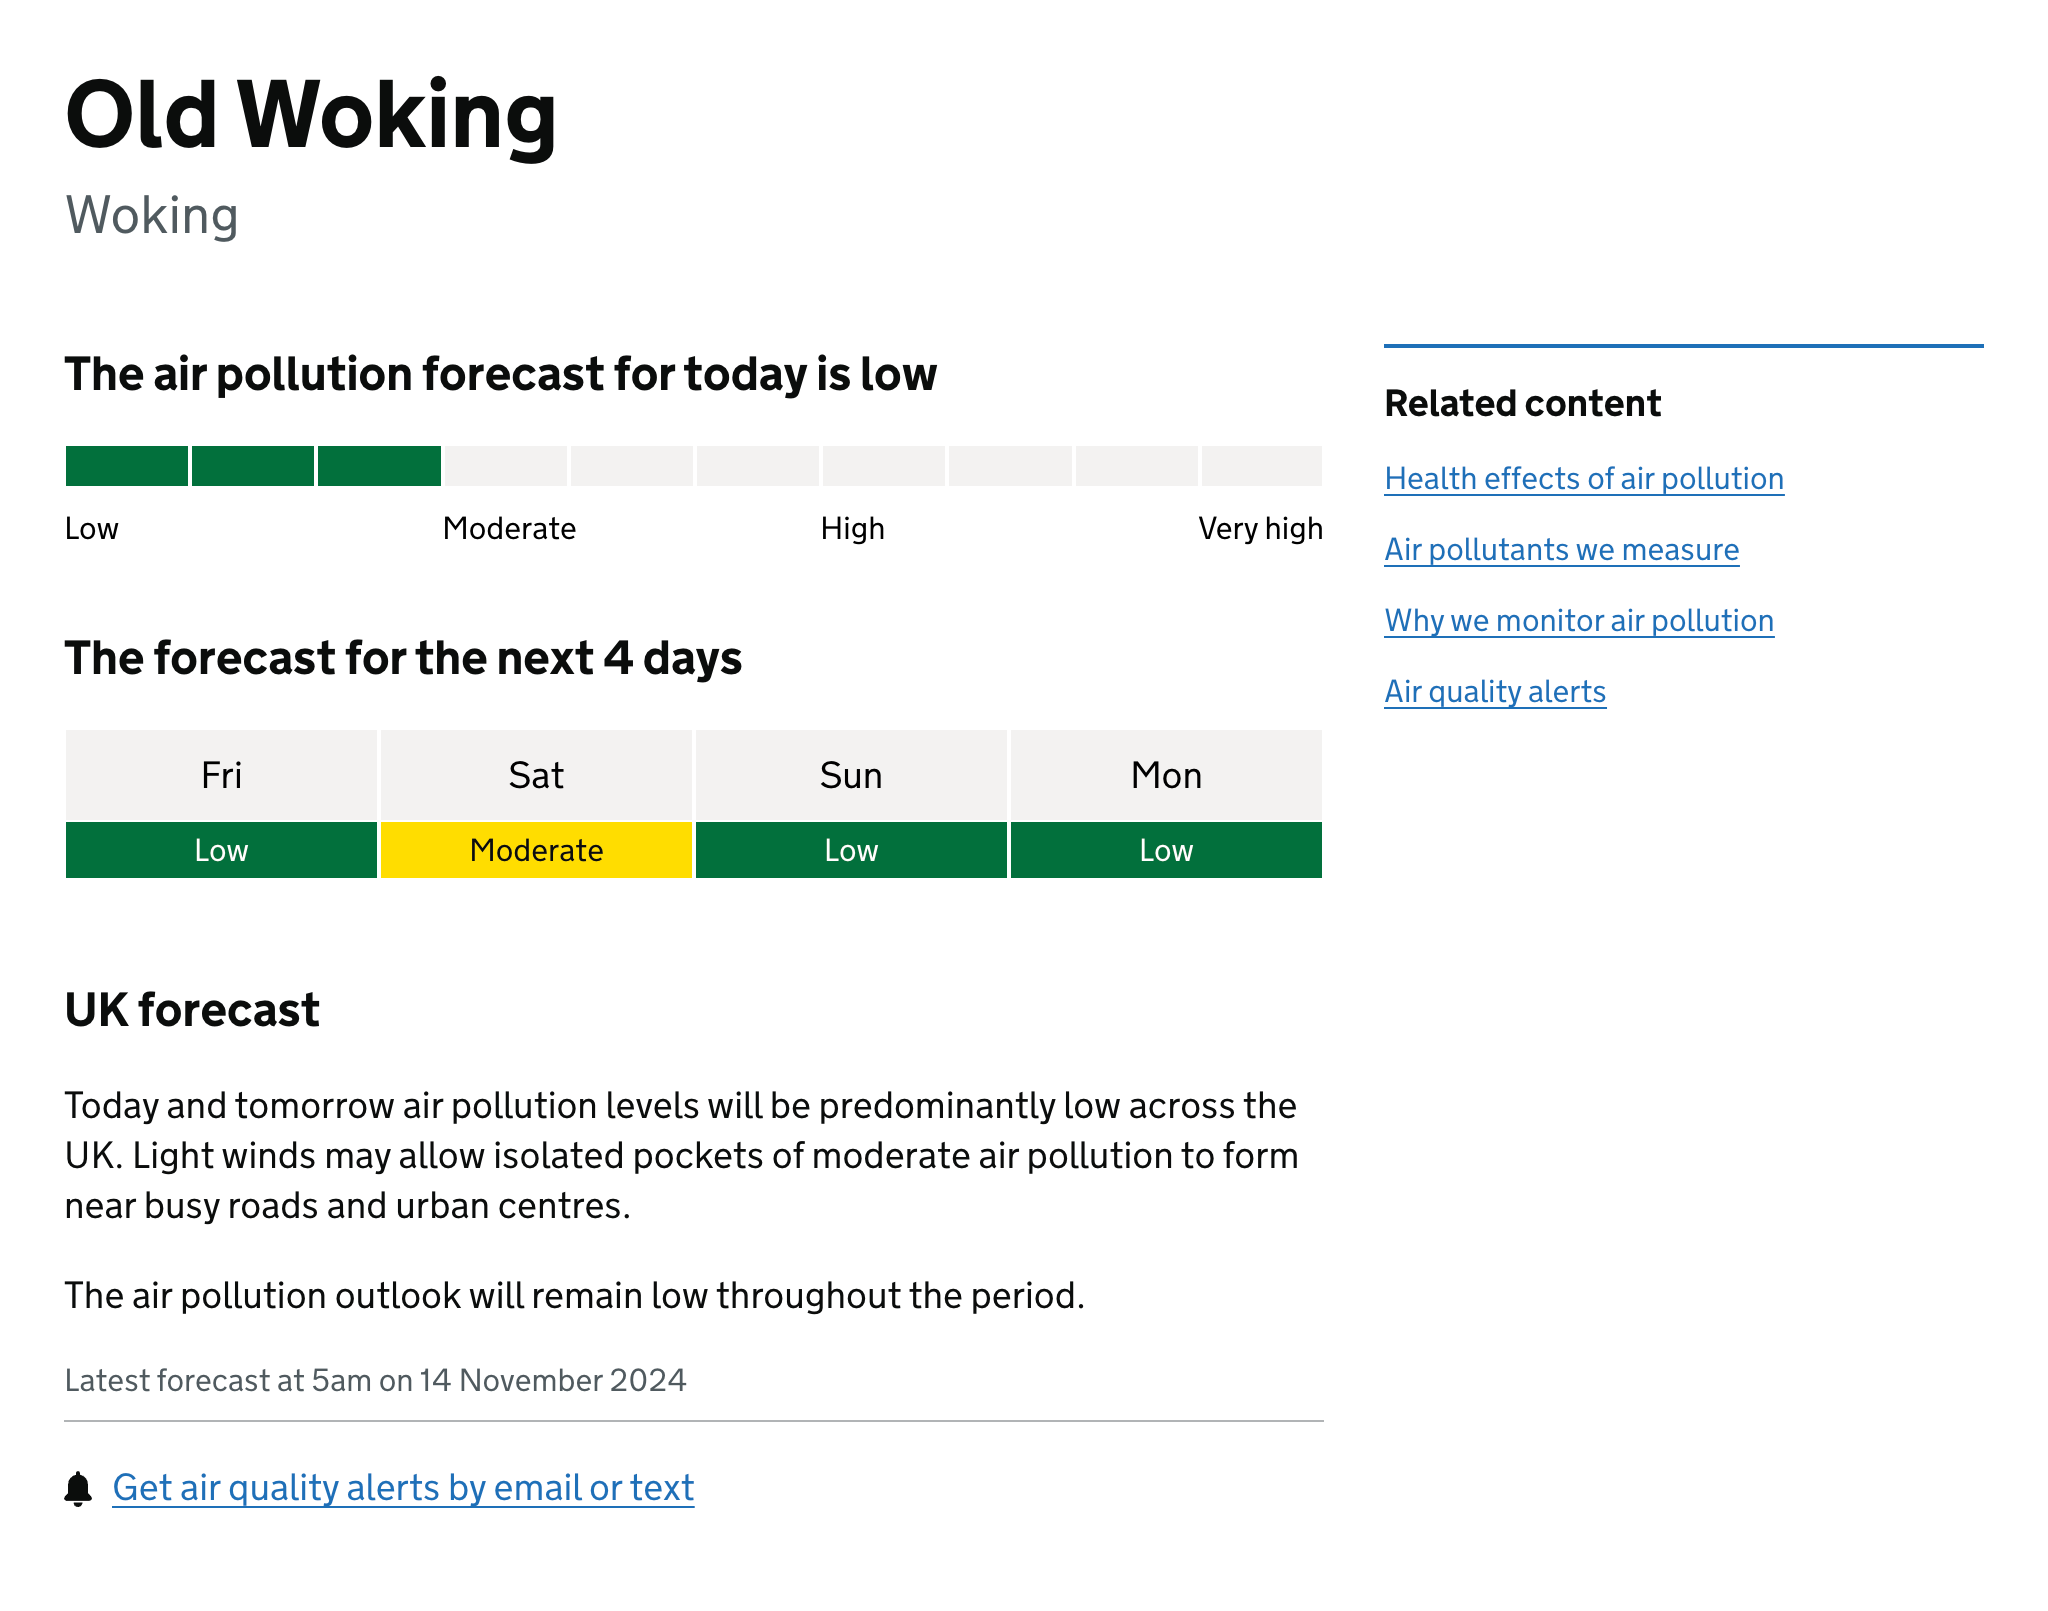 Old Woking
Woking
The air pollution forecast for today is low
Low Moderate High Very high
The forecast for the next 4 days
Fri Sat Sun Mon
Low Moderate Low Low
UK forecast
Today and tomorrow air pollution levels will be predominantly low across the
UK. Light winds may allow isolated pockets of moderate air pollution to form
near busy roads and urban centres.
The air pollution outlook will remain low throughout the period.
Latest forecast at 5am on 14 November 2024
Get air quality alerts by email or text
Related content
Health effects of air pollution
Air pollutants we measure
Why we monitor air pollution
Air quality alerts